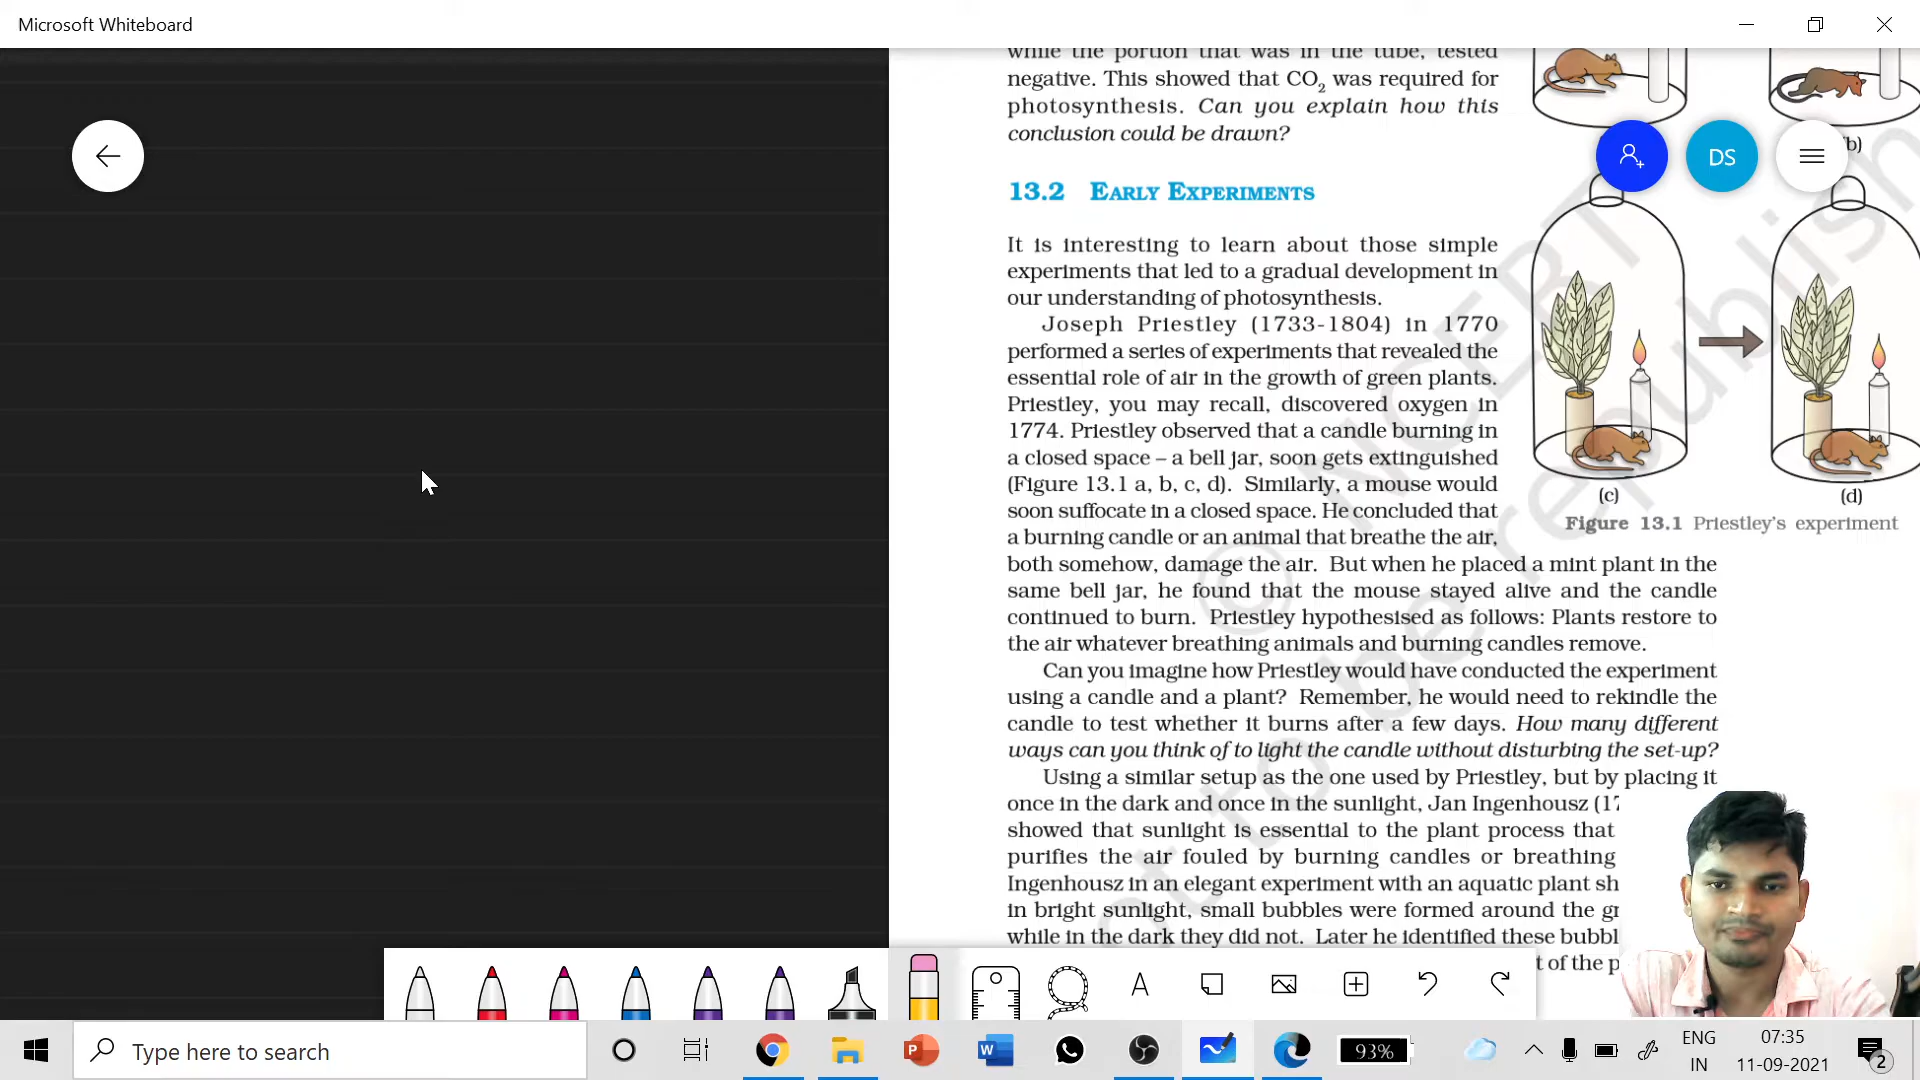 Microsoft Whiteboard
while the portion that was in the tube, tested
negative. This showed that CO2 was required for
photosynthesis. Can you explain how this
conclusion could be drawn?
b)
DS
13.2 EARLY EXPERIMENTS
It is interesting to learn about those simple
experiments that led to a gradual development in
our understanding of photosynthesis.
Joseph Priestley (1733-1804) in 1770
performed a series of experiments that revealed the
essential role of air in the growth of green plants.
Priestley, you may recall, discovered oxygen in
1774. Priestley observed that a candle burning in
a closed space – a bell jar, soon gets extinguished
(Figure 13.1 a, b, c, d). Similarly, a mouse would
soon suffocate in a closed space. He concluded that
a burning candle or an animal that breathe the air,
both somehow, damage the air. But when he placed a mint plant in the
same bell jar, he found that the mouse stayed alive and the candle
continued to burn. Priestley hypothesised as follows: Plants restore to
the air whatever breathing animals and burning candles remove.
(c)
(d)
Figure 13.1 Priestley's experiment
Can you imagine how Priestley would have conducted the experiment
using a candle and a plant? Remember, he would need to rekindle the
candle to test whether it burns after a few days. How many different
ways can you think of to light the candle without disturbing the set-up?
Using a similar setup as the one used by Priestley, but by placing it
once in the dark and once in the sunlight, Jan Ingenhousz (17
showed that sunlight is essential to the plant process that
purifies the air fouled by burning candles or breathing
Ingenhousz in an elegant experiment with an aquatic plant sh
in bright sunlight, small bubbles were formed around the gr
while in the dark they did not. Later he identified these bubbl
t of the p
© NCERT
not to be republish
A
Type here to search
93%
ENG
IN
07:35
11-09-2021
2